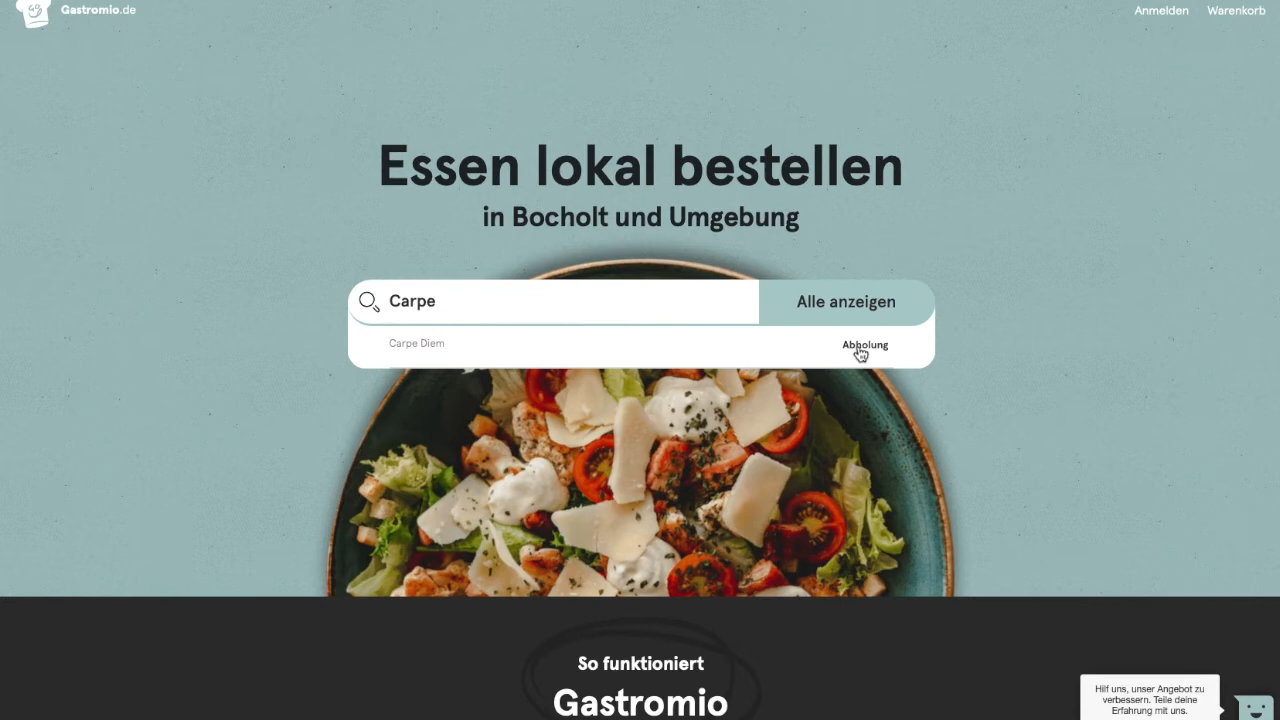 Gastromio.de
Anmelden Warenkorb
Essen lokal bestellen
in Bocholt und Umgebung
Carpe
Alle anzeigen
Carpe Diem
Abholung
So funktioniert
Gastromio
Hilf uns, unser Angebot zu
verbessern. Teile deine
Erfahrung mit uns.